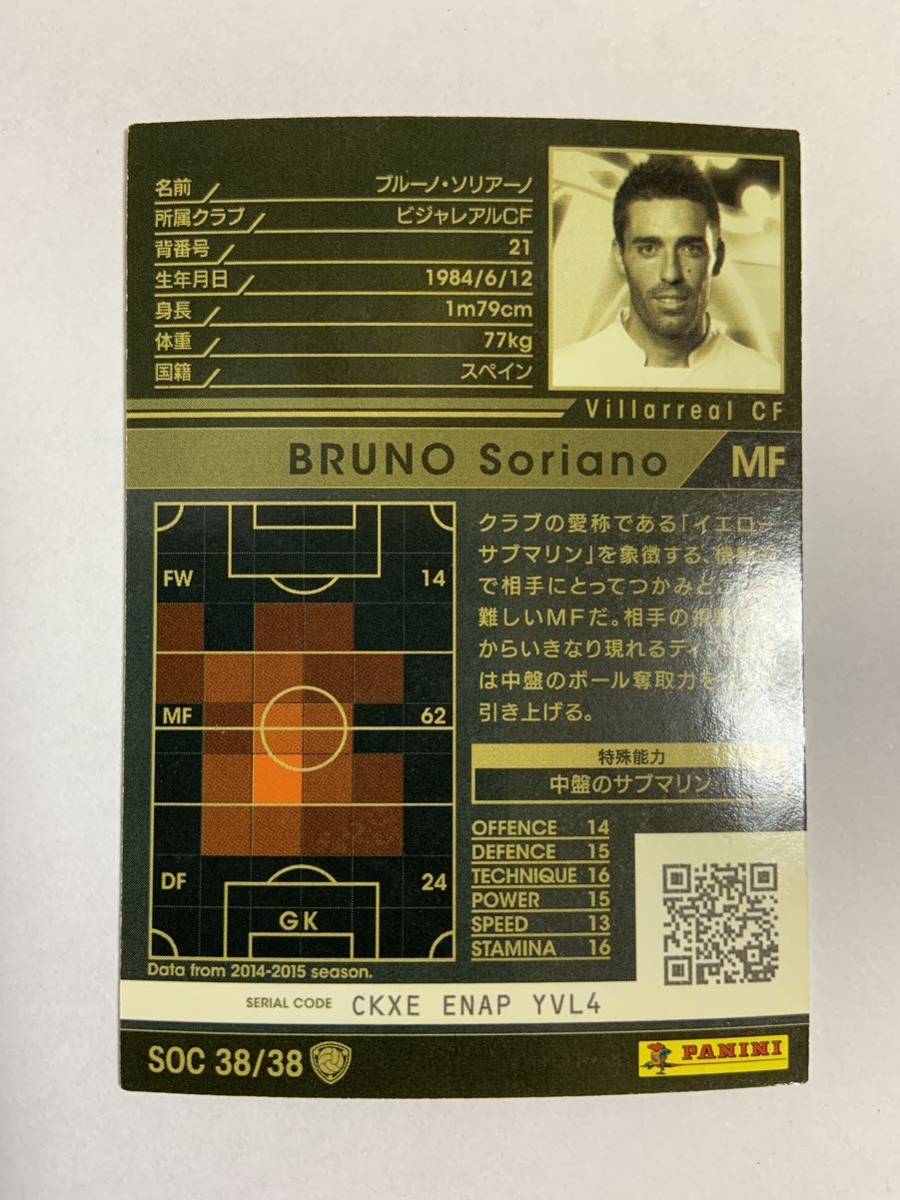 名前 ブルーノ・ソリアーノ
所属クラブ ビジャレアルCF
背番号 21
生年月日 1984/6/12
身長 1m79cm
体重 77kg
国籍 スペイン
Villarreal CF
BRUNO Soriano MF
FW 14
MF 62
DF 24
GK
Data from 2014-2015 season.
クラブの愛称である「イエロー
サブマリン」を象徴する、
で相手にとってつかみど
難しいMFだ。相手の
からいきなり現れるディフ
は中盤のボール奪取力を
引き上げる。
特殊能力
中盤のサブマリン
OFFENCE 14
DEFENCE 15
TECHNIQUE 16
POWER 15
SPEED 13
STAMINA 16
SERIAL CODE CKXE ENAP YVL4
SOC 38/38
PANINI